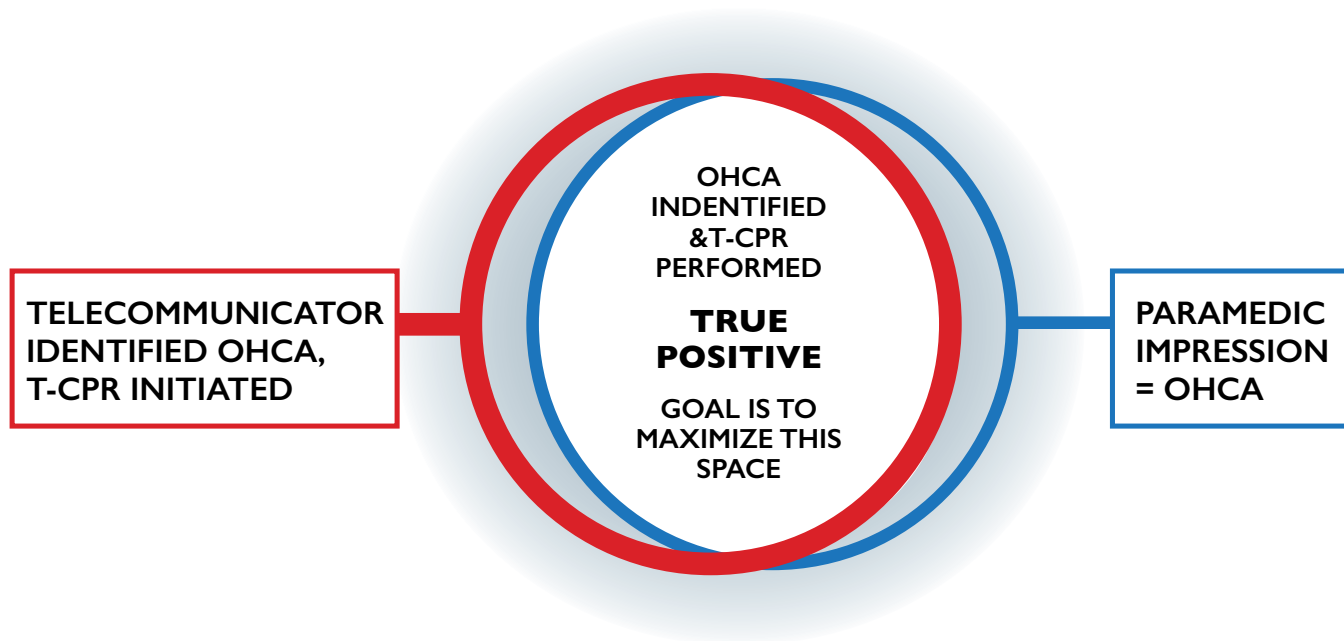 TELECOMMUNICATOR
IDENTIFIED OHCA,
T-CPR INITIATED
OHCA
INDENTIFIED
&T-CPR
PERFORMED
TRUE
POSITIVE
GOAL IS TO
MAXIMIZE THIS
SPACE
PARAMEDIC
IMPRESSION
= OHCA